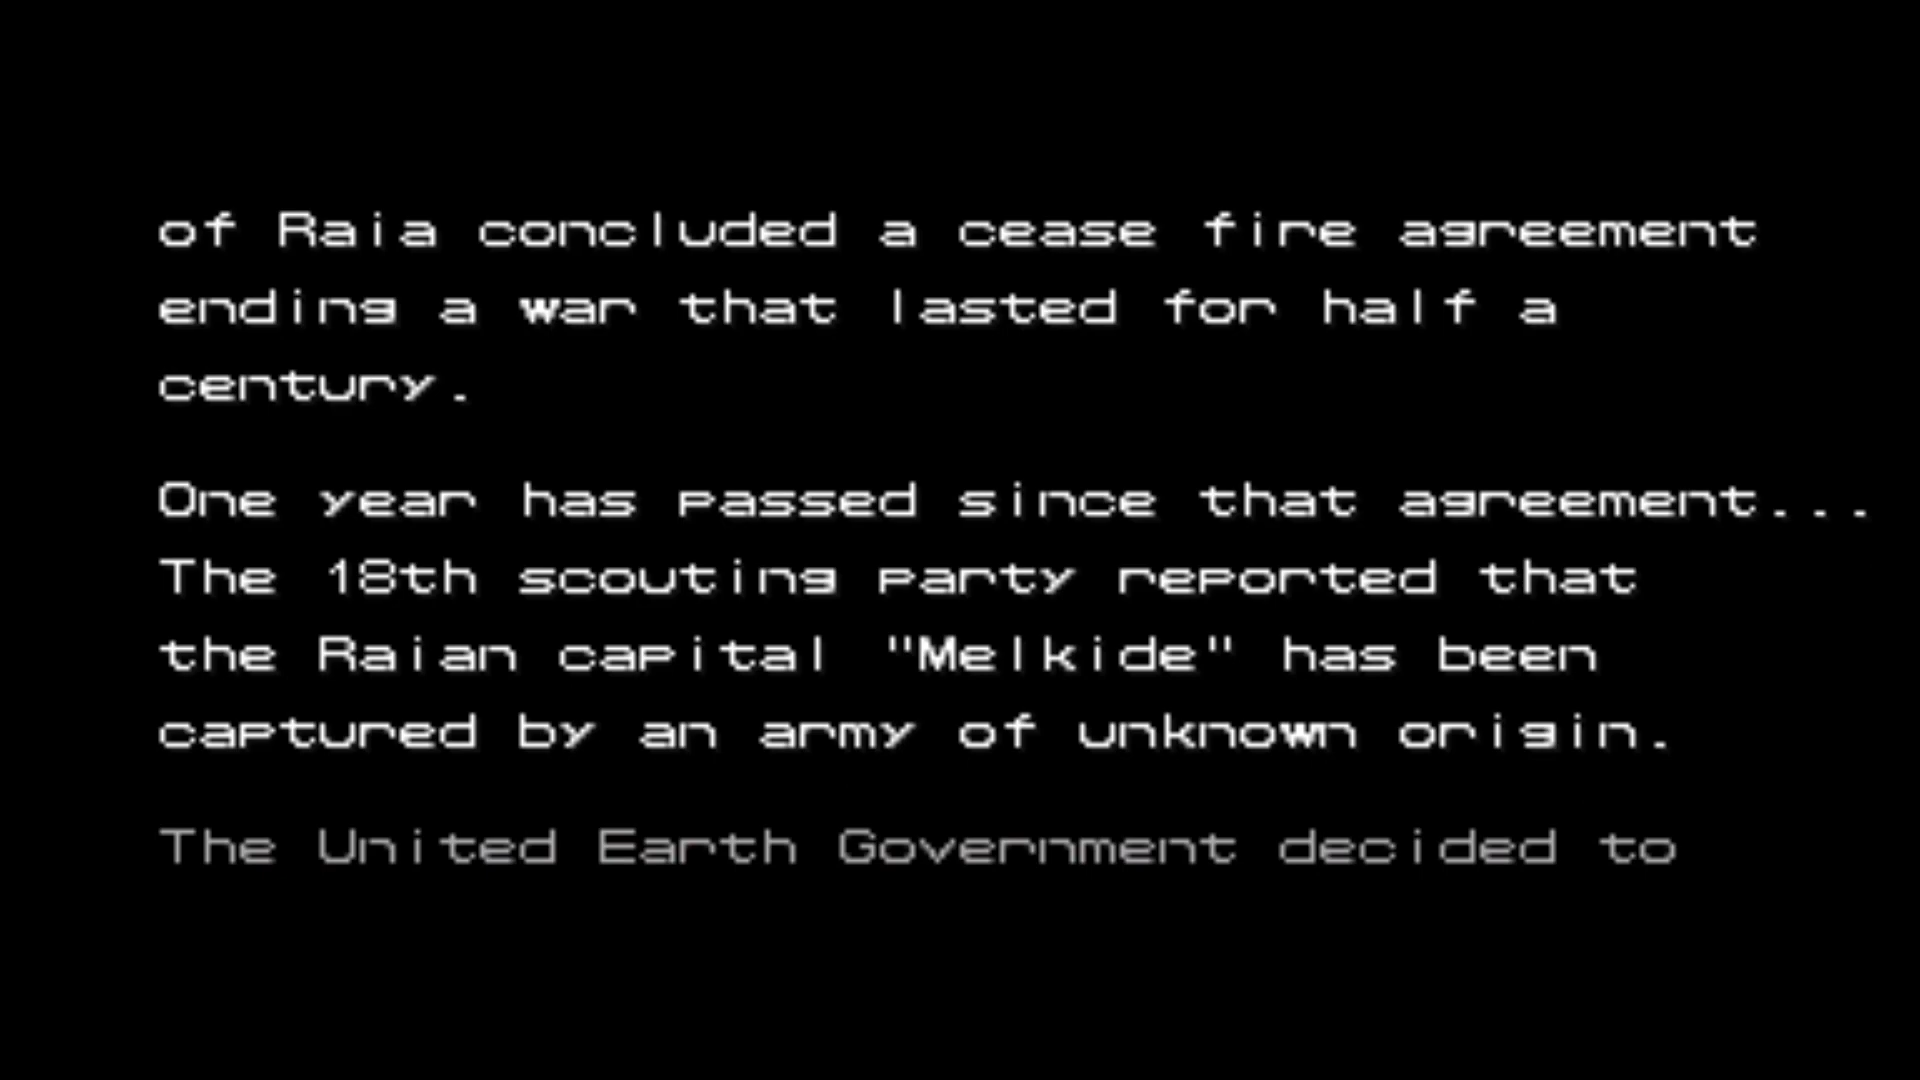 of Raia concluded a cease fire agreement
ending a war that lasted for half a
century.
One year has passed since that agreement...
The 18th scouting party reported that
the Raian capital "Melkide" has been
captured by an army of unknown origin.
The United Earth Government decided to